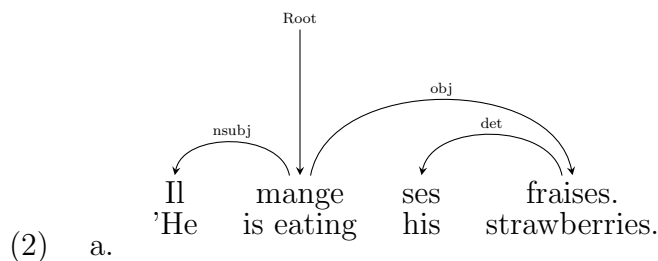 Root
obj
nsubj det
Il mange ses fraises.
(2) a. 'He is eating his strawberries.